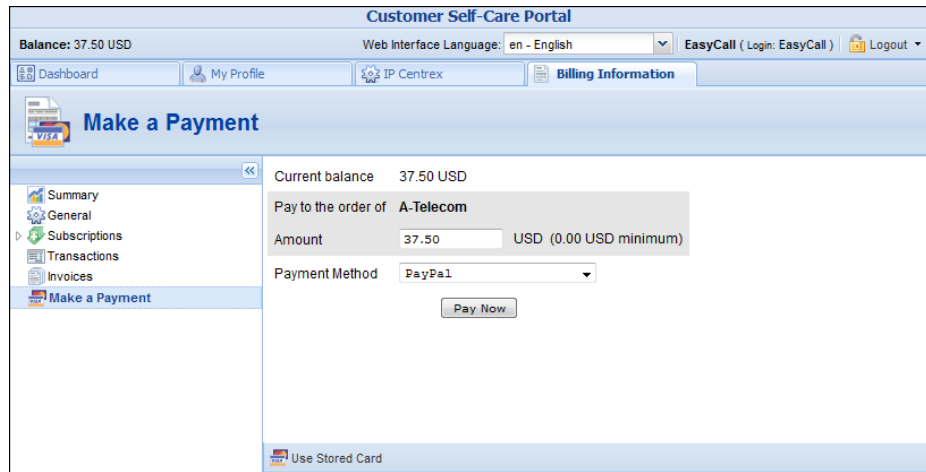 Customer Self-Care Portal
Balance: 37.50 USD Web Interface Language: en - English EasyCall ( Login: EasyCall ) Logout
Dashboard My Profile IP Centrex Billing Information
VISA Make a Payment
Summary
General
Subscriptions
Transactions
Invoices
Make a Payment
Current balance 37.50 USD
Pay to the order of A-Telecom
Amount 37.50 USD (0.00 USD minimum)
Payment Method PayPal
Pay Now
Use Stored Card